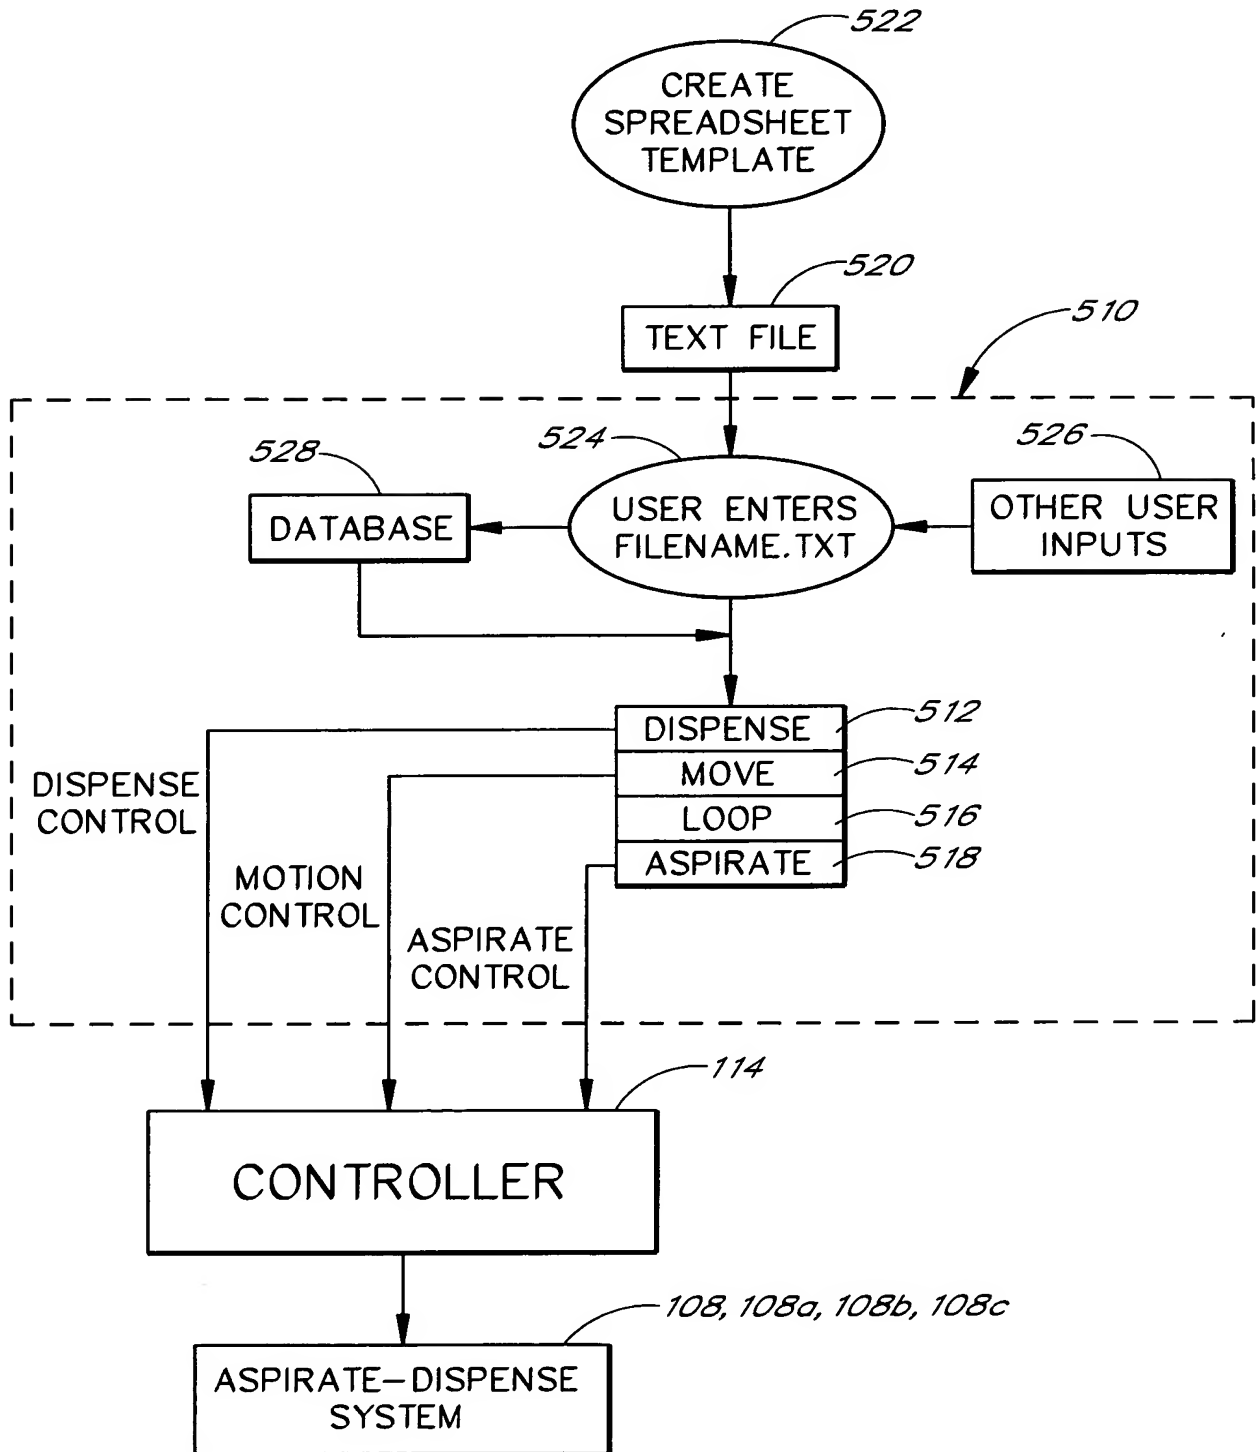 522
CREATE
SPREADSHEET
TEMPLATE
520
TEXT FILE
510
524
526
528
USER ENTERS
FILENAME.TXT
OTHER USER
INPUTS
DATABASE
DISPENSE
512
MOVE
514
LOOP
516
ASPIRATE
518
DISPENSE
CONTROL
MOTION
CONTROL
ASPIRATE
CONTROL
114
CONTROLLER
108, 108a, 108b, 108c
ASPIRATE-DISPENSE
SYSTEM